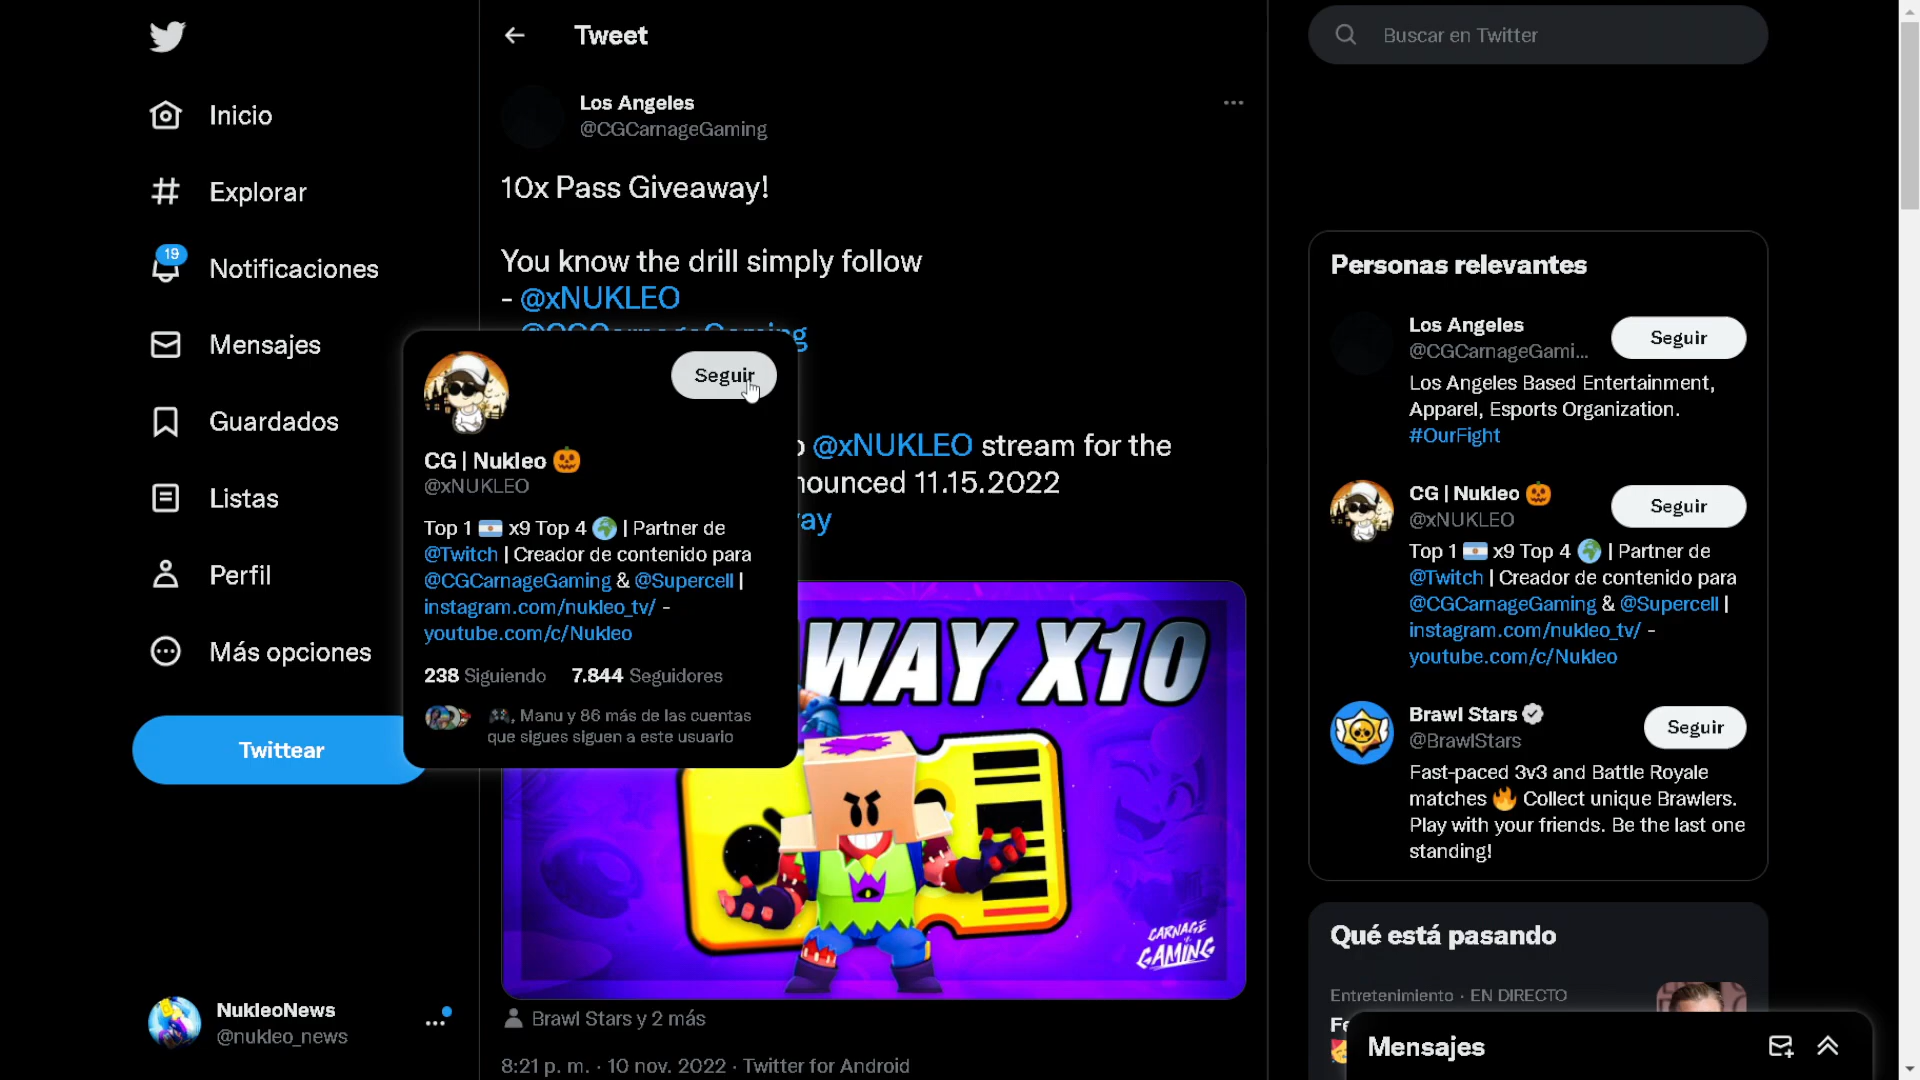 Inicio
Explorar
19
Notificaciones
Mensajes
Guardados
Listas
Perfil
Más opciones
Twittear
NukleoNews
@nukleo_news
Tweet
Los Angeles
@CGCarnageGaming
10x Pass Giveaway!
You know the drill simply follow
- @xNUKLEO
@xNUKLEO stream for the
11.15.2022
Seguir
CG | Nukleo 🎃
@xNUKLEO
Top 1 🇦🇷 x9 Top 4 🌍 | Partner de
@Twitch | Creador de contenido para
@CGCarnageGaming & @Supercell |
instagram.com/nukleo_tv/ -
youtube.com/c/Nukleo
238 Siguiendo 7.844 Seguidores
🎮, Manu y 86 más de las cuentas
que sigues siguen a este usuario
WAY X10
CARNAGE
GAMING
Brawl Stars y 2 más
8:21 p. m. · 10 nov. 2022 · Twitter for Android
Buscar en Twitter
Personas relevantes
Los Angeles
@CGCarnageGami...
Seguir
Los Angeles Based Entertainment,
Apparel, Esports Organization.
#OurFight
CG | Nukleo 🎃
@xNUKLEO
Seguir
Top 1 🇦🇷 x9 Top 4 🌍 | Partner de
@Twitch | Creador de contenido para
@CGCarnageGaming & @Supercell |
instagram.com/nukleo_tv/ -
youtube.com/c/Nukleo
Brawl Stars
@BrawlStars
Seguir
Fast-paced 3v3 and Battle Royale
matches 🔥 Collect unique Brawlers.
Play with your friends. Be the last one
standing!
Qué está pasando
Entretenimiento · EN DIRECTO
Mensajes